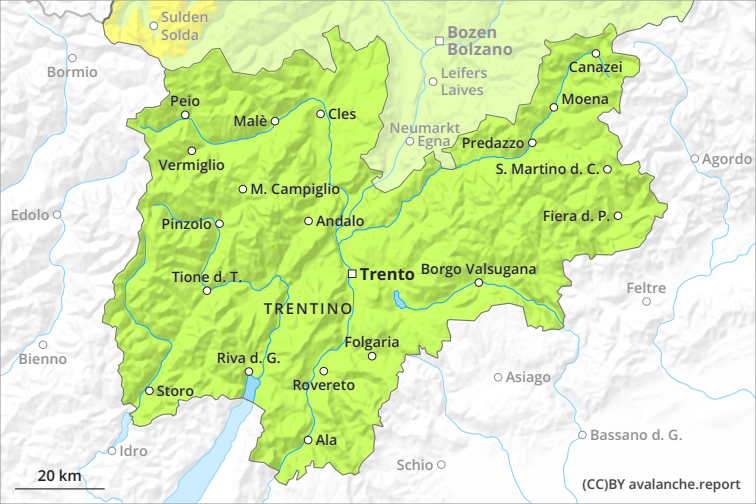 Sulden
Solda
Bozen
Bolzano
Bormio
Canazei
Leifers
Laives
Peio
Moena
Malè
Cles
Neumarkt
Egna
Predazzo
Vermiglio
Agordo
S. Martino d. C.
M. Campiglio
Edolo
Andalo
Fiera d. P.
Pinzolo
Trento
Borgo Valsugana
Tione d. T.
Feltre
TRENTINO
Folgaria
Bienno
Riva d. G.
Rovereto
Asiago
Storo
Ala
Bassano d. G.
Idro
Schio
20 km
(CC)BY avalanche.report